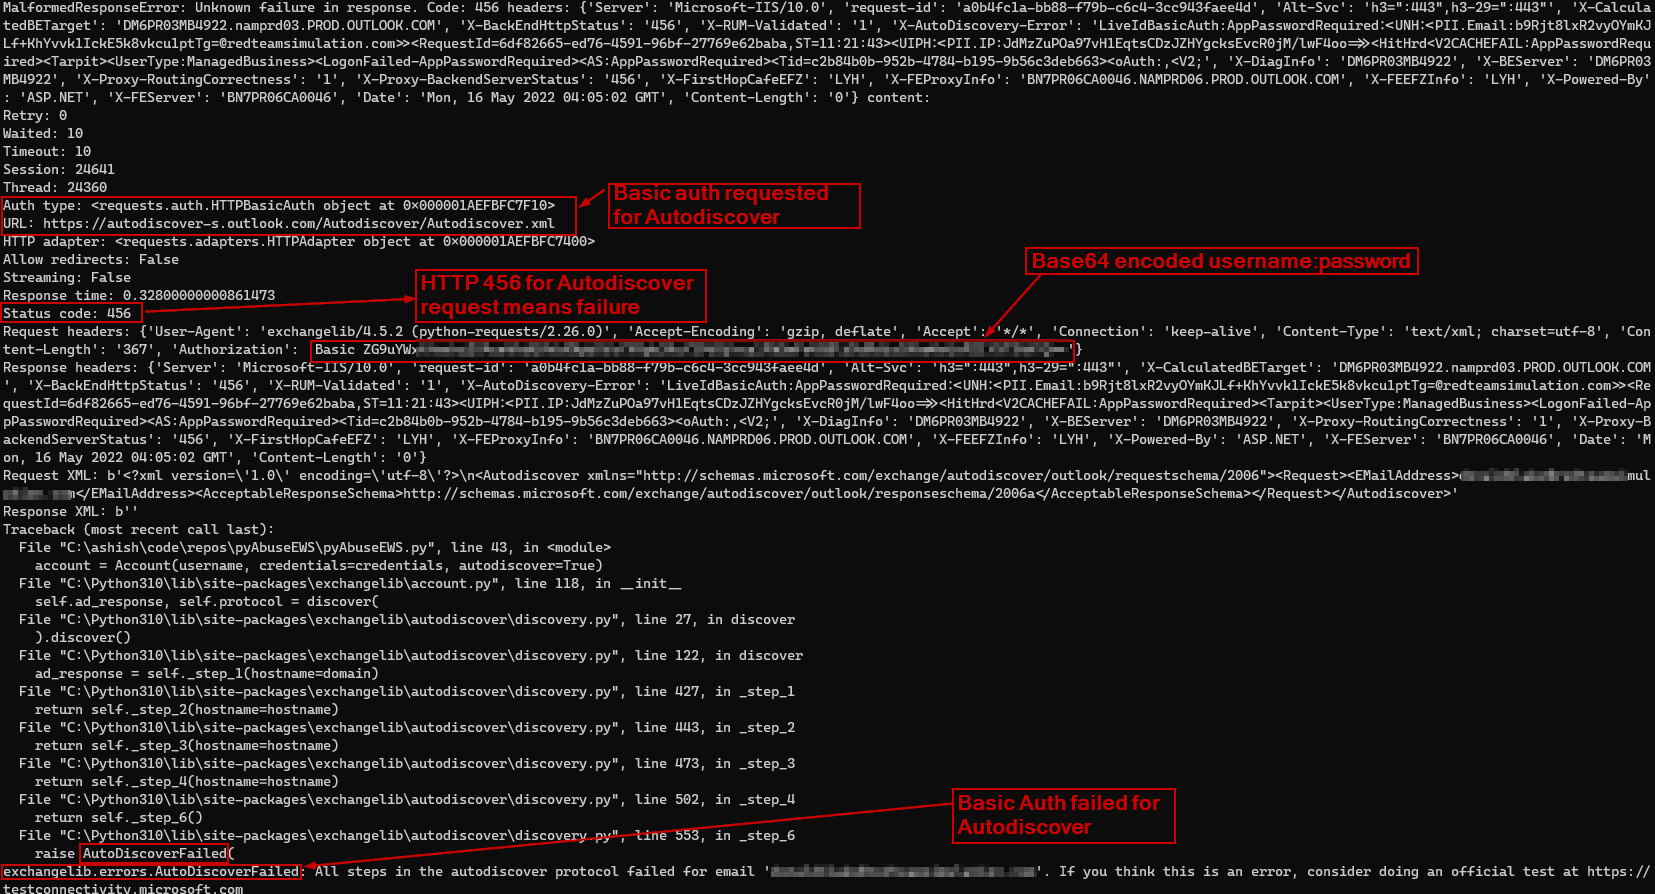 MalformedResponseError: Unknown failure in response. Code: 456 headers: {'Server': 'Microsoft-IIS/10.0', 'request-id': 'a0b4fc1a-bb88-f79b-c6c4-3cc943faee4d', 'Alt-Svc': 'h3=":443",h3-29=":443"', 'X-Calcula
tedBETarget': 'DM6PR03MB4922.namprd03.PROD.OUTLOOK.COM', 'X-BackEndHttpStatus': '456', 'X-RUM-Validated': '1', 'X-AutoDiscovery-Error': 'LiveIdBasicAuth:AppPasswordRequired:<UNH:<PII.Email:b9Rjt8lxR2vyOYmKJ
Lf+KhYvvk1IckE5k8vkcu1ptTg=@redteamsimulation.com>><RequestId=6df82665-ed76-4591-96bf-27769e62baba,ST=11:21:43><UIPH:<PII.IP:JdMzZuPOa97vH1EqtsCDzJZHYgcksEvcR0jM/lwF4oo=>><HitHrd<V2CACHEFAIL:AppPasswordRequ
ired><Tarpit><UserType:ManagedBusiness><LogonFailed-AppPasswordRequired><AS:AppPasswordRequired><Tid=c2b84b0b-952b-4784-b195-9b56c3deb663><oAuth:,<V2;', 'X-DiagInfo': 'DM6PR03MB4922', 'X-BEServer': 'DM6PR03
MB4922', 'X-Proxy-RoutingCorrectness': '1', 'X-Proxy-BackendServerStatus': '456', 'X-FirstHopCafeEFZ': 'LYH', 'X-FEProxyInfo': 'BN7PR06CA0046.NAMPRD06.PROD.OUTLOOK.COM', 'X-FEEFZInfo': 'LYH', 'X-Powered-By'
: 'ASP.NET', 'X-FEServer': 'BN7PR06CA0046', 'Date': 'Mon, 16 May 2022 04:05:02 GMT', 'Content-Length': '0'} content:
Retry: 0
Waited: 10
Timeout: 10
Session: 24641
Thread: 24360
Auth type: <requests.auth.HTTPBasicAuth object at 0x000001AEFBFC7F10>
Basic auth requested
for Autodiscover
URL: https://autodiscover-s.outlook.com/Autodiscover/Autodiscover.xml
HTTP adapter: <requests.adapters.HTTPAdapter object at 0x000001AEFBFC7400>
Allow redirects: False
Base64 encoded username:password
Streaming: False
HTTP 456 for Autodiscover
request means failure
Response time: 0.32800000000861473
Status code: 456
Request headers: {'User-Agent': 'exchangelib/4.5.2 (python-requests/2.26.0)', 'Accept-Encoding': 'gzip, deflate', 'Accept': '*/*', 'Connection': 'keep-alive', 'Content-Type': 'text/xml; charset=utf-8', 'Con
tent-Length': '367', 'Authorization': 'Basic ZG9uYWx '}
Response headers: {'Server': 'Microsoft-IIS/10.0', 'request-id': 'a0b4fc1a-bb88-f79b-c6c4-3cc943faee4d', 'Alt-Svc': 'h3=":443",h3-29=":443"', 'X-CalculatedBETarget': 'DM6PR03MB4922.namprd03.PROD.OUTLOOK.COM
', 'X-BackEndHttpStatus': '456', 'X-RUM-Validated': '1', 'X-AutoDiscovery-Error': 'LiveIdBasicAuth:AppPasswordRequired:<UNH:<PII.Email:b9Rjt8lxR2vyOYmKJLf+KhYvvk1IckE5k8vkcu1ptTg=@redteamsimulation.com>><Re
questId=6df82665-ed76-4591-96bf-27769e62baba,ST=11:21:43><UIPH:<PII.IP:JdMzZuPOa97vH1EqtsCDzJZHYgcksEvcR0jM/lwF4oo=>><HitHrd<V2CACHEFAIL:AppPasswordRequired><Tarpit><UserType:ManagedBusiness><LogonFailed-Ap
pPasswordRequired><AS:AppPasswordRequired><Tid=c2b84b0b-952b-4784-b195-9b56c3deb663><oAuth:,<V2;', 'X-DiagInfo': 'DM6PR03MB4922', 'X-BEServer': 'DM6PR03MB4922', 'X-Proxy-RoutingCorrectness': '1', 'X-Proxy-B
ackendServerStatus': '456', 'X-FirstHopCafeEFZ': 'LYH', 'X-FEProxyInfo': 'BN7PR06CA0046.NAMPRD06.PROD.OUTLOOK.COM', 'X-FEEFZInfo': 'LYH', 'X-Powered-By': 'ASP.NET', 'X-FEServer': 'BN7PR06CA0046', 'Date': 'M
on, 16 May 2022 04:05:02 GMT', 'Content-Length': '0'}
Request XML: b'<?xml version=\'1.0\' encoding=\'utf-8\'?>\n<Autodiscover xmlns="http://schemas.microsoft.com/exchange/autodiscover/outlook/requestschema/2006"><Request><EMailAddress> mul
m</EMailAddress><AcceptableResponseSchema>http://schemas.microsoft.com/exchange/autodiscover/outlook/responseschema/2006a</AcceptableResponseSchema></Request></Autodiscover>'
Response XML: b''
Traceback (most recent call last):
File "C:\ashish\code\repos\pyAbuseEWS\pyAbuseEWS.py", line 43, in <module>
account = Account(username, credentials=credentials, autodiscover=True)
File "C:\Python310\lib\site-packages\exchangelib\account.py", line 118, in __init__
self.ad_response, self.protocol = discover(
File "C:\Python310\lib\site-packages\exchangelib\autodiscover\discovery.py", line 27, in discover
).discover()
File "C:\Python310\lib\site-packages\exchangelib\autodiscover\discovery.py", line 122, in discover
ad_response = self._step_1(hostname=domain)
File "C:\Python310\lib\site-packages\exchangelib\autodiscover\discovery.py", line 427, in _step_1
return self._step_2(hostname=hostname)
File "C:\Python310\lib\site-packages\exchangelib\autodiscover\discovery.py", line 443, in _step_2
return self._step_3(hostname=hostname)
File "C:\Python310\lib\site-packages\exchangelib\autodiscover\discovery.py", line 473, in _step_3
return self._step_4(hostname=hostname)
File "C:\Python310\lib\site-packages\exchangelib\autodiscover\discovery.py", line 502, in _step_4
Basic Auth failed for
Autodiscover
return self._step_6()
File "C:\Python310\lib\site-packages\exchangelib\autodiscover\discovery.py", line 553, in _step_6
raise AutoDiscoverFailed(
exchangelib.errors.AutoDiscoverFailed: All steps in the autodiscover protocol failed for email ' '. If you think this is an error, consider doing an official test at https://
testconnectivity.microsoft.com